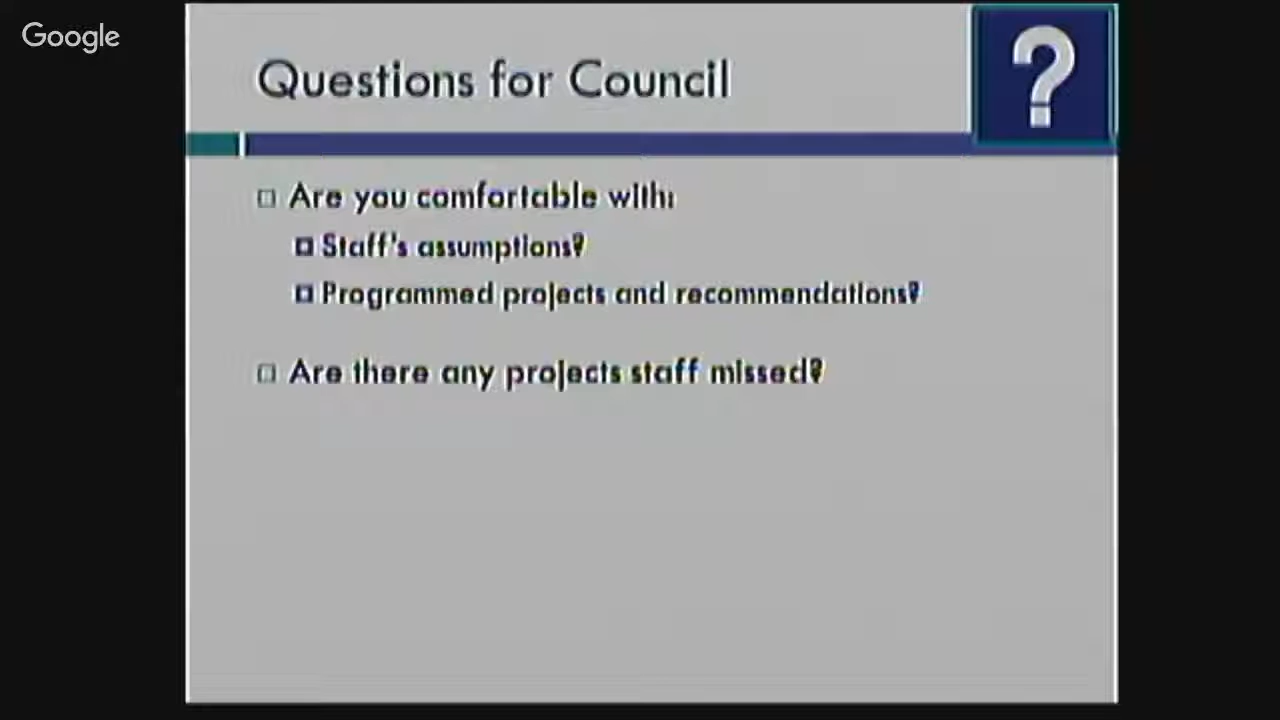 Google
Questions for Council
?
Are you comfortable with:
Staff's assumptions?
Programmed projects and recommendations?
Are there any projects staff missed?